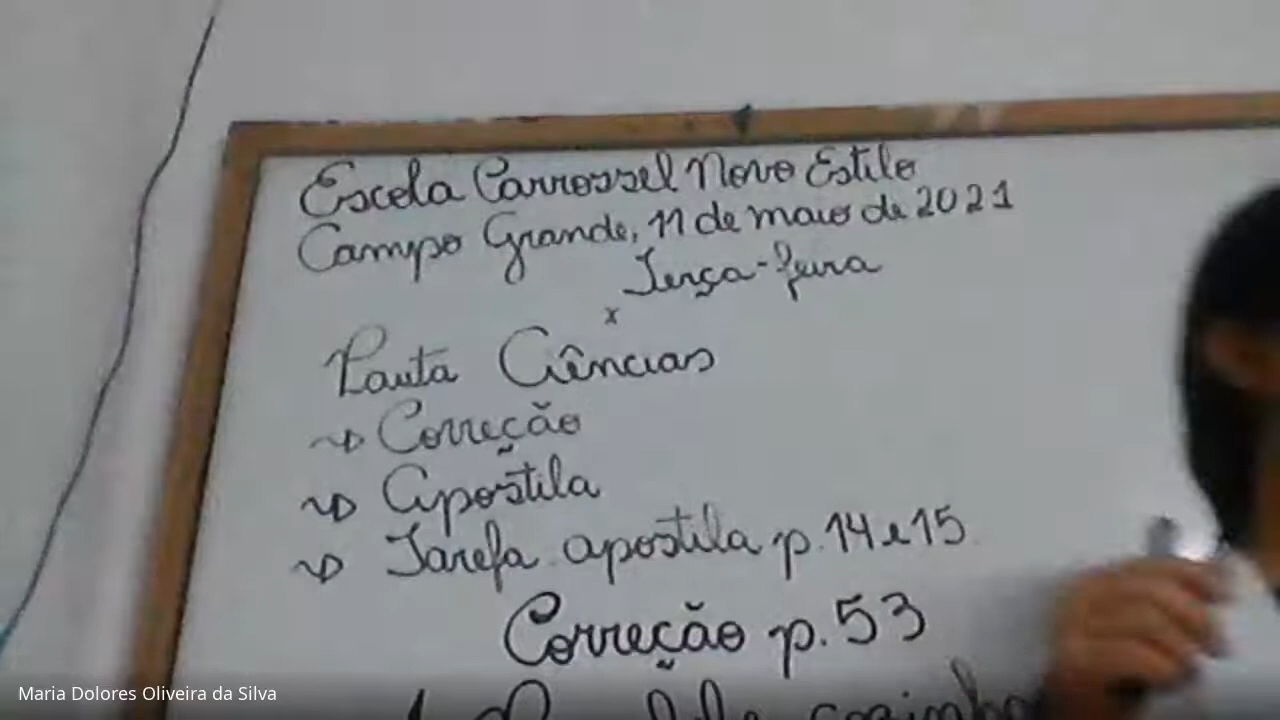 Escola Carrossel Novo Estilo
Campo Grande, 11 de maio de 2021
Terça-feira
x
Pauta Ciências
Correção
Apostila
Tarefa apostila p. 14 e 15
Correção p. 53
Maria Dolores Oliveira da Silva